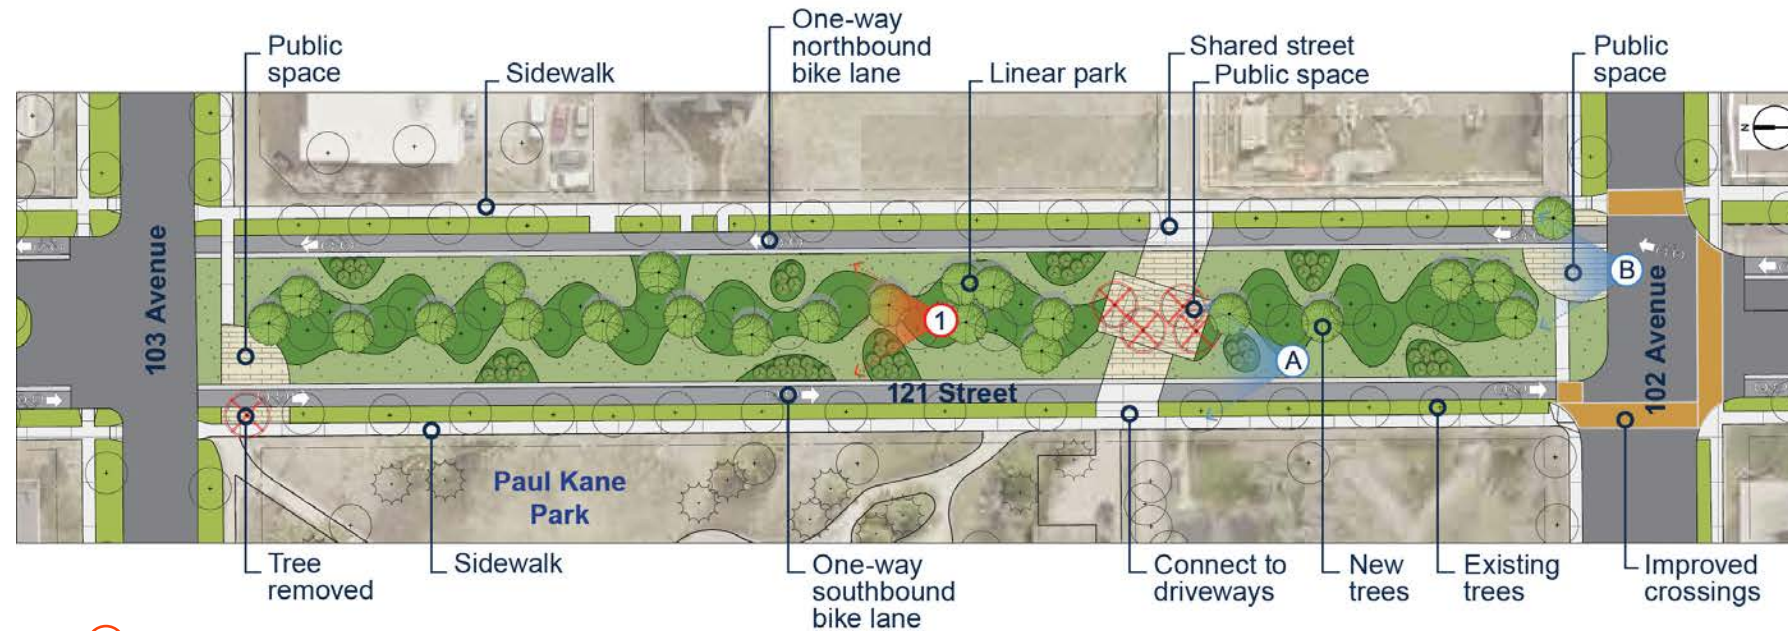 Public
space
Sidewalk
One-way
northbound
bike lane
Linear park
Shared street
Public space
Public
space
N
103 Avenue
1
A
B
102 Avenue
121 Street
Paul Kane
Park
Tree
removed
Sidewalk
One-way
southbound
bike lane
Connect to
driveways
New
trees
Existing
trees
Improved
crossings